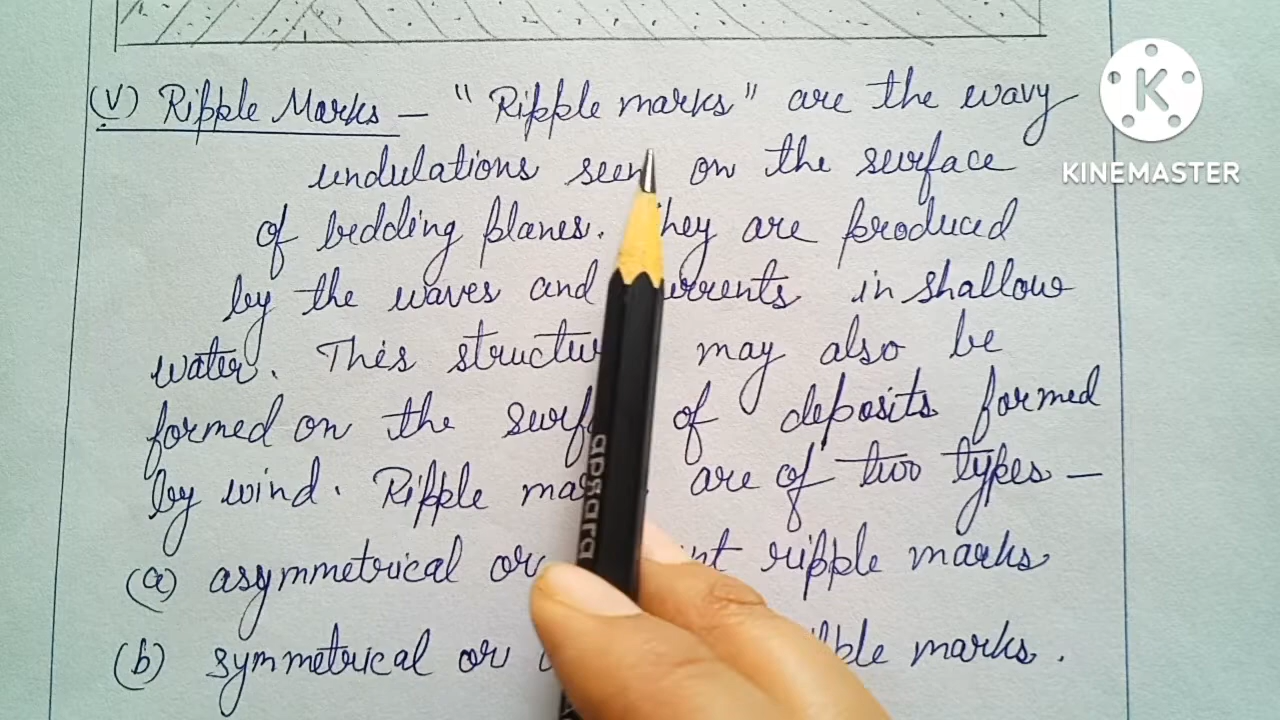 (v) Ripple Marks – "Ripple marks" are the wavy
undulations seen on the surface
of bedding planes. They are produced
by the waves and currents in shallow
water. This structure may also be
formed on the surface of deposits formed
by wind. Ripple marks are of two types –
(a) asymmetrical or ripple marks
(b) symmetrical or ripple marks.
K
KINEMASTER
apsara